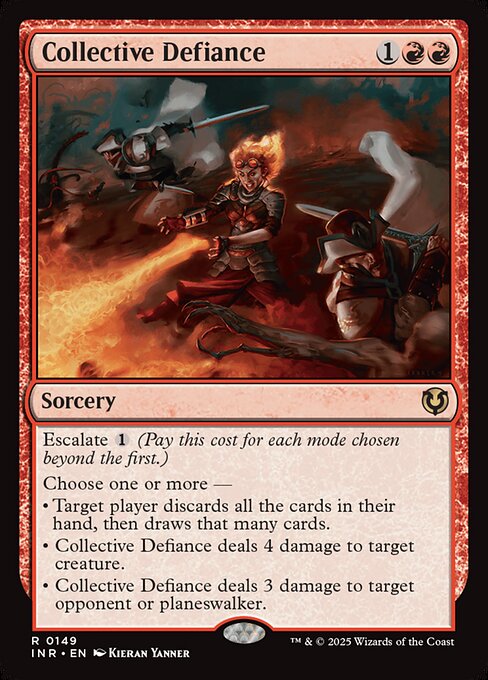 Collective Defiance 1
Sorcery
Escalate 1 (Pay this cost for each mode chosen
beyond the first.)
Choose one or more —
• Target player discards all the cards in their
hand, then draws that many cards.
• Collective Defiance deals 4 damage to target
creature.
• Collective Defiance deals 3 damage to target
opponent or planeswalker.
R 0149
INR • EN KIERAN YANNER
™ & © 2025 Wizards of the Coast